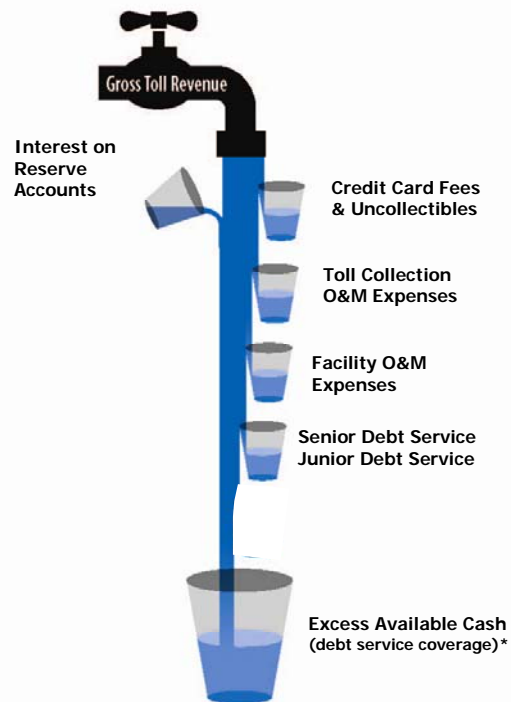 Gross Toll Revenue
Interest on
Reserve
Accounts
Credit Card Fees
& Uncollectibles
Toll Collection
O&M Expenses
Facility O&M
Expenses
Senior Debt Service
Junior Debt Service
Excess Available Cash
(debt service coverage)*